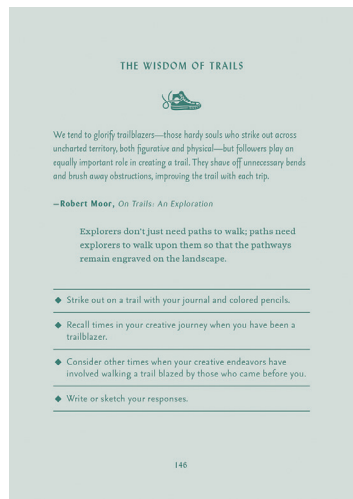 THE WISDOM OF TRAILS
We tend to glorify trailblazers—those hardy souls who strike out across
uncharted territory, both figurative and physical—but followers play an
equally important role in creating a trail. They shave off unnecessary bends
and brush away obstructions, improving the trail with each trip.
—Robert Moor, On Trails: An Exploration
Explorers don't just need paths to walk; paths need
explorers to walk upon them so that the pathways
remain engraved on the landscape.
◆ Strike out on a trail with your journal and colored pencils.
◆ Recall times in your creative journey when you have been a
trailblazer.
◆ Consider other times when your creative endeavors have
involved walking a trail blazed by those who came before you.
◆ Write or sketch your responses.
146